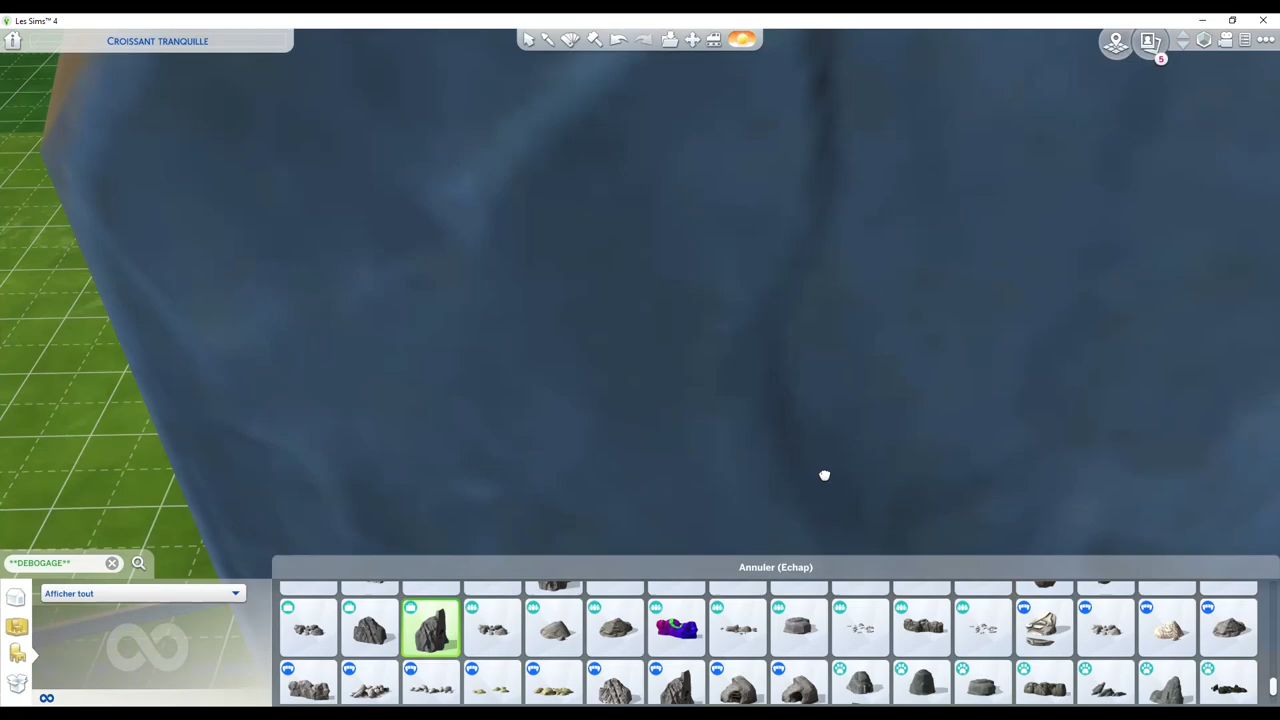 Les Sims™ 4
CROISSANT TRANQUILLE
5
**DEBOGAGE**
Annuler (Echap)
Afficher tout